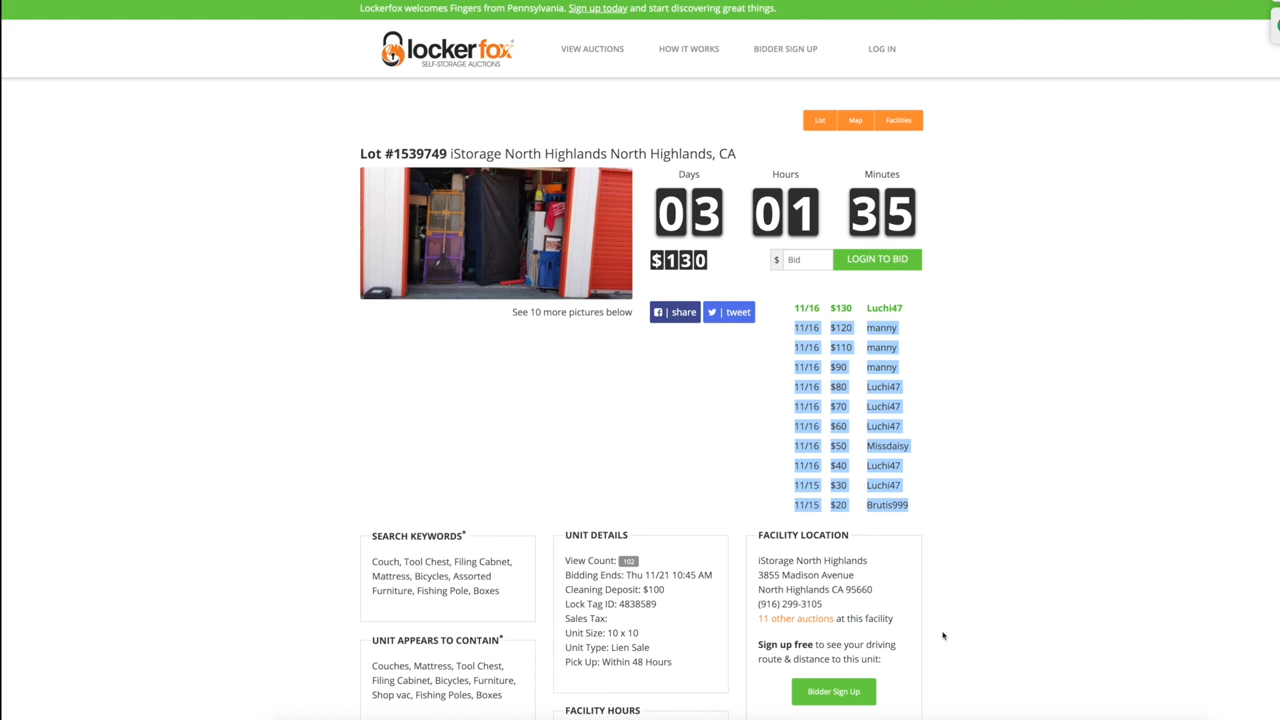 Lockerfox welcomes Fingers from Pennsylvania. Sign up today and start discovering great things.
lockerfox
SELF-STORAGE AUCTIONS
VIEW AUCTIONS HOW IT WORKS BIDDER SIGN UP LOG IN
List Map Facilities
Lot #1539749 iStorage North Highlands North Highlands, CA
Days Hours Minutes
03 01 35
$130 $ Bid LOGIN TO BID
See 10 more pictures below
| share | tweet
11/16 $130 Luchi47
11/16 $120 manny
11/16 $110 manny
11/16 $90 manny
11/16 $80 Luchi47
11/16 $70 Luchi47
11/16 $60 Luchi47
11/16 $50 Missdaisy
11/16 $40 Luchi47
11/15 $30 Luchi47
11/15 $20 Brutis999
SEARCH KEYWORDS*
Couch, Tool Chest, Filing Cabnet,
Mattress, Bicycles, Assorted
Furniture, Fishing Pole, Boxes
UNIT APPEARS TO CONTAIN*
Couches, Mattress, Tool Chest,
Filing Cabinet, Bicycles, Furniture,
Shop vac, Fishing Poles, Boxes
UNIT DETAILS
View Count: 102
Bidding Ends: Thu 11/21 10:45 AM
Cleaning Deposit: $100
Lock Tag ID: 4838589
Sales Tax:
Unit Size: 10 x 10
Unit Type: Lien Sale
Pick Up: Within 48 Hours
FACILITY HOURS
FACILITY LOCATION
iStorage North Highlands
3855 Madison Avenue
North Highlands CA 95660
(916) 299-3105
11 other auctions at this facility
Sign up free to see your driving
route & distance to this unit:
Bidder Sign Up